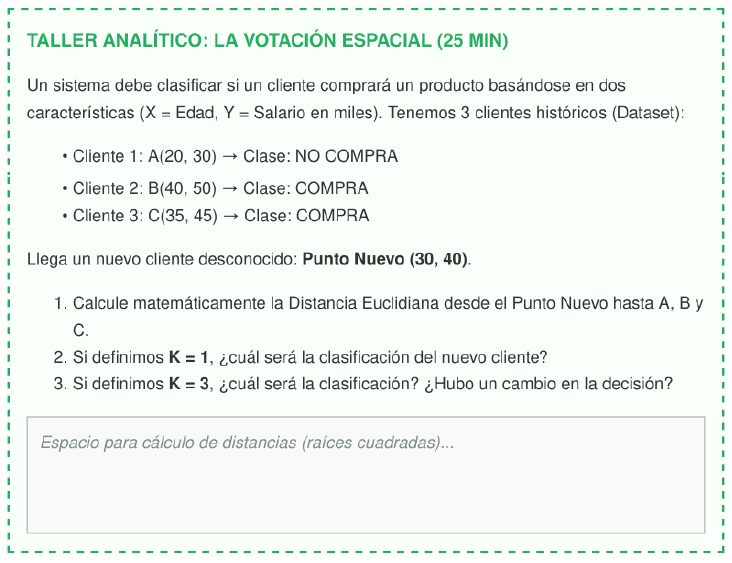 TALLER ANALÍTICO: LA VOTACIÓN ESPACIAL (25 MIN)
Un sistema debe clasificar si un cliente comprará un producto basándose en dos
características (X = Edad, Y = Salario en miles). Tenemos 3 clientes históricos (Dataset):
• Cliente 1: A(20, 30) → Clase: NO COMPRA
• Cliente 2: B(40, 50) → Clase: COMPRA
• Cliente 3: C(35, 45) → Clase: COMPRA
Llega un nuevo cliente desconocido: Punto Nuevo (30, 40).
1. Calcule matemáticamente la Distancia Euclidiana desde el Punto Nuevo hasta A, B y
C.
2. Si definimos K = 1, ¿cuál será la clasificación del nuevo cliente?
3. Si definimos K = 3, ¿cuál será la clasificación? ¿Hubo un cambio en la decisión?
Espacio para cálculo de distancias (raíces cuadradas)...